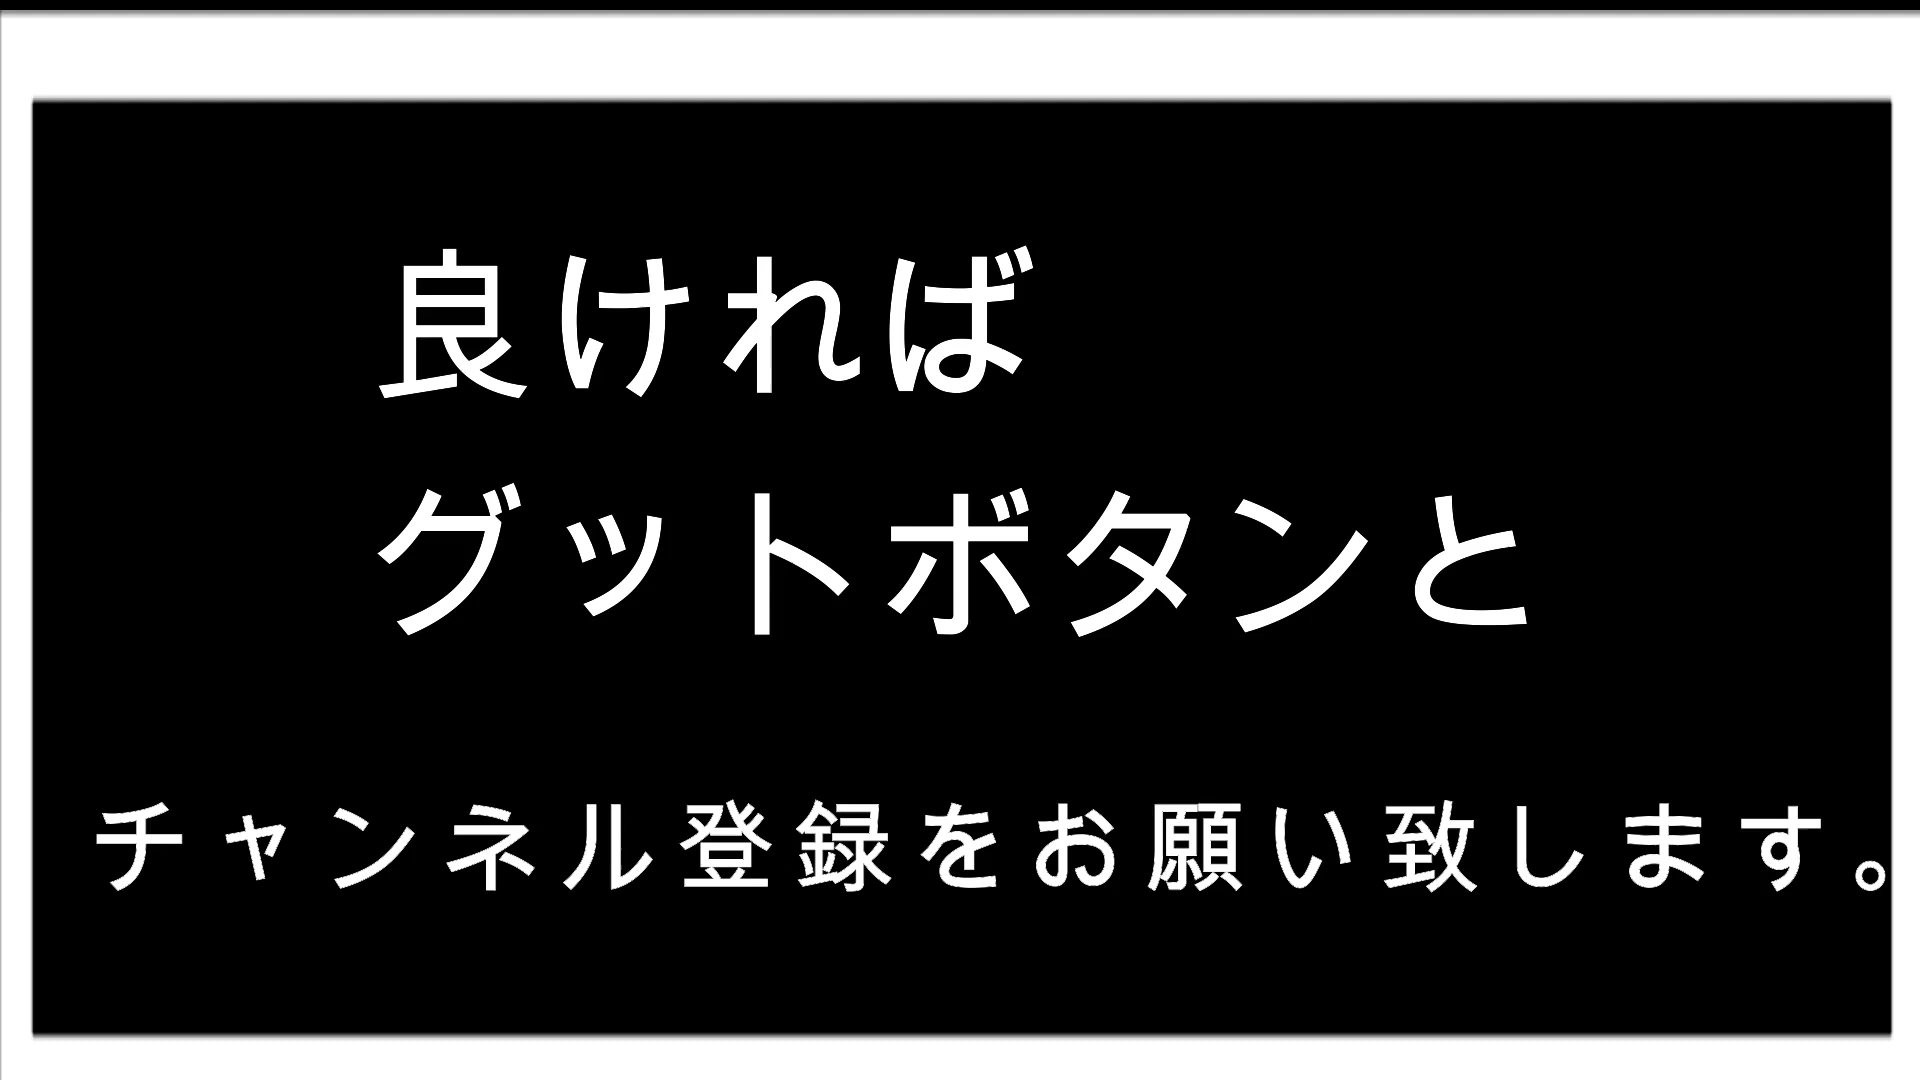 良ければ
グットボタンと
チャンネル登録をお願い致します。